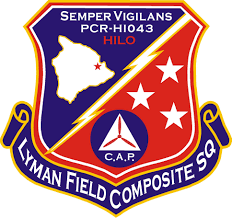 SEMPER VIGILANS
PCR-HI043
HILO
C.A.P.
LYMAN FIELD COMPOSITE SQ